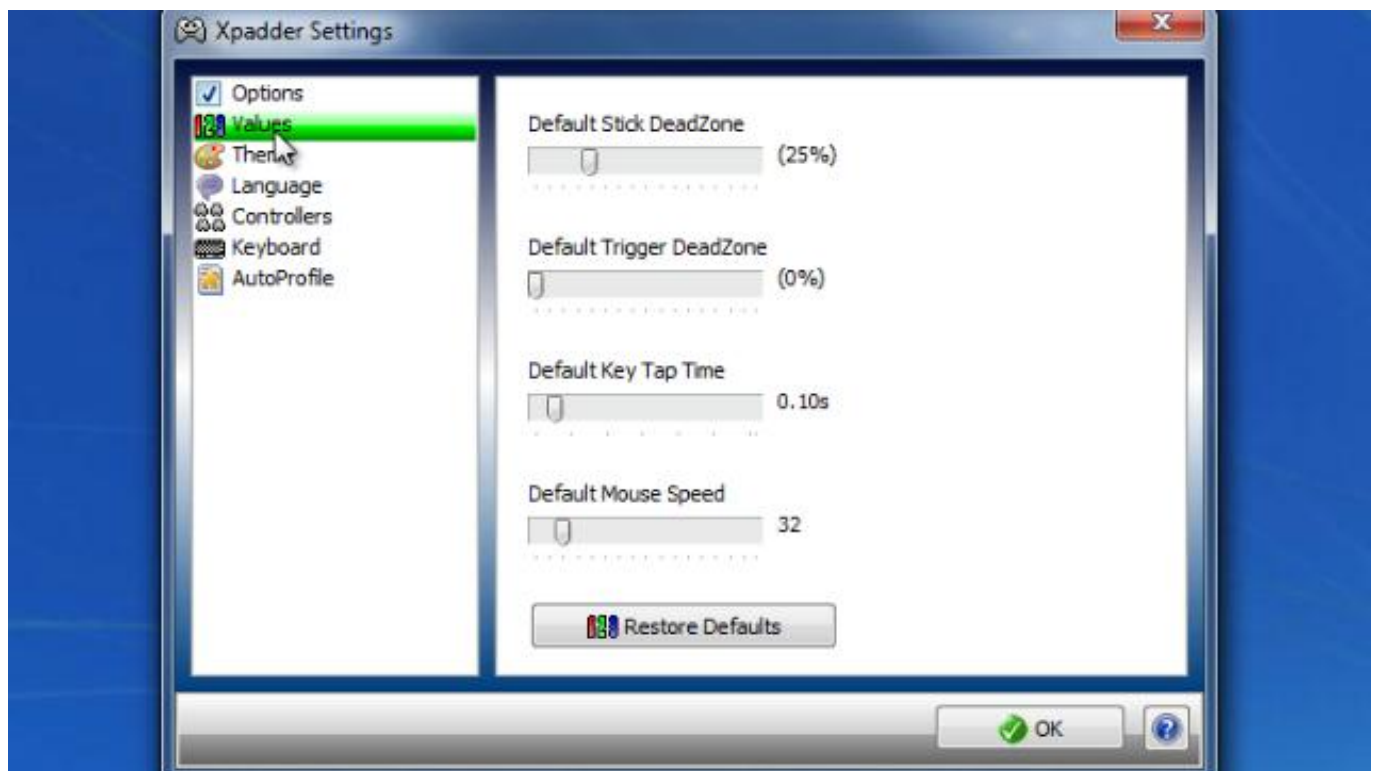 Xpadder Settings
Options
Values
Language
Controllers
Keyboard
AutoProfile
Default Stick DeadZone
(25%)
Default Trigger DeadZone
(0%)
Default Key Tap Time
0.10s
Default Mouse Speed
32
Restore Defaults
OK